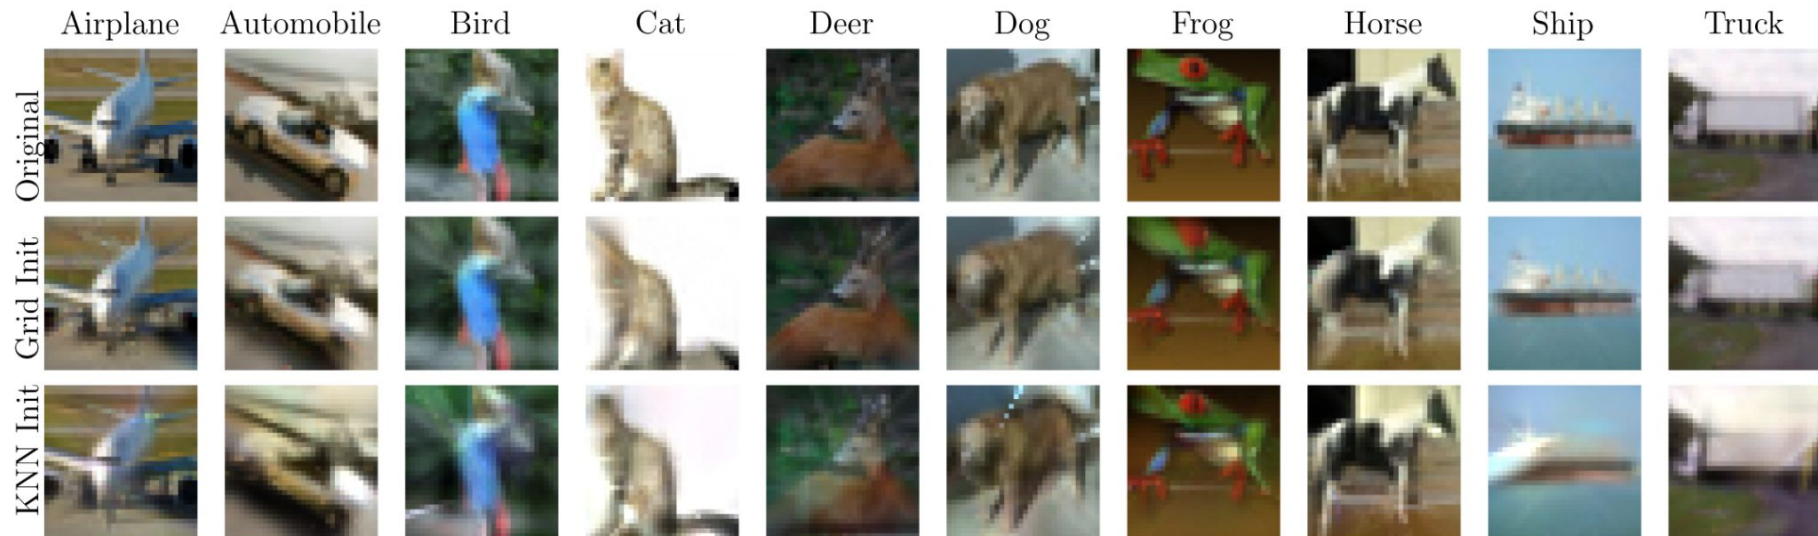 Airplane Automobile Bird Cat Deer Dog Frog Horse Ship Truck
Original
Grid Init
KNN Init